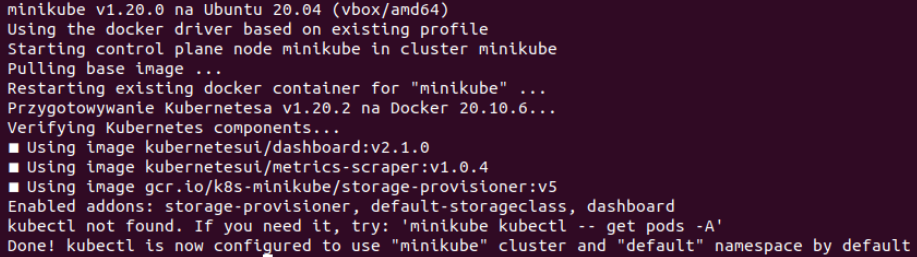 minikube v1.20.0 na Ubuntu 20.04 (vbox/amd64)
Using the docker driver based on existing profile
Starting control plane node minikube in cluster minikube
Pulling base image ...
Restarting existing docker container for "minikube" ...
Przygotowywanie Kubernetesa v1.20.2 na Docker 20.10.6...
Verifying Kubernetes components...
■ Using image kubernetesui/dashboard:v2.1.0
■ Using image kubernetesui/metrics-scraper:v1.0.4
■ Using image gcr.io/k8s-minikube/storage-provisioner:v5
Enabled addons: storage-provisioner, default-storageclass, dashboard
kubectl not found. If you need it, try: 'minikube kubectl -- get pods -A'
Done! kubectl is now configured to use "minikube" cluster and "default" namespace by default